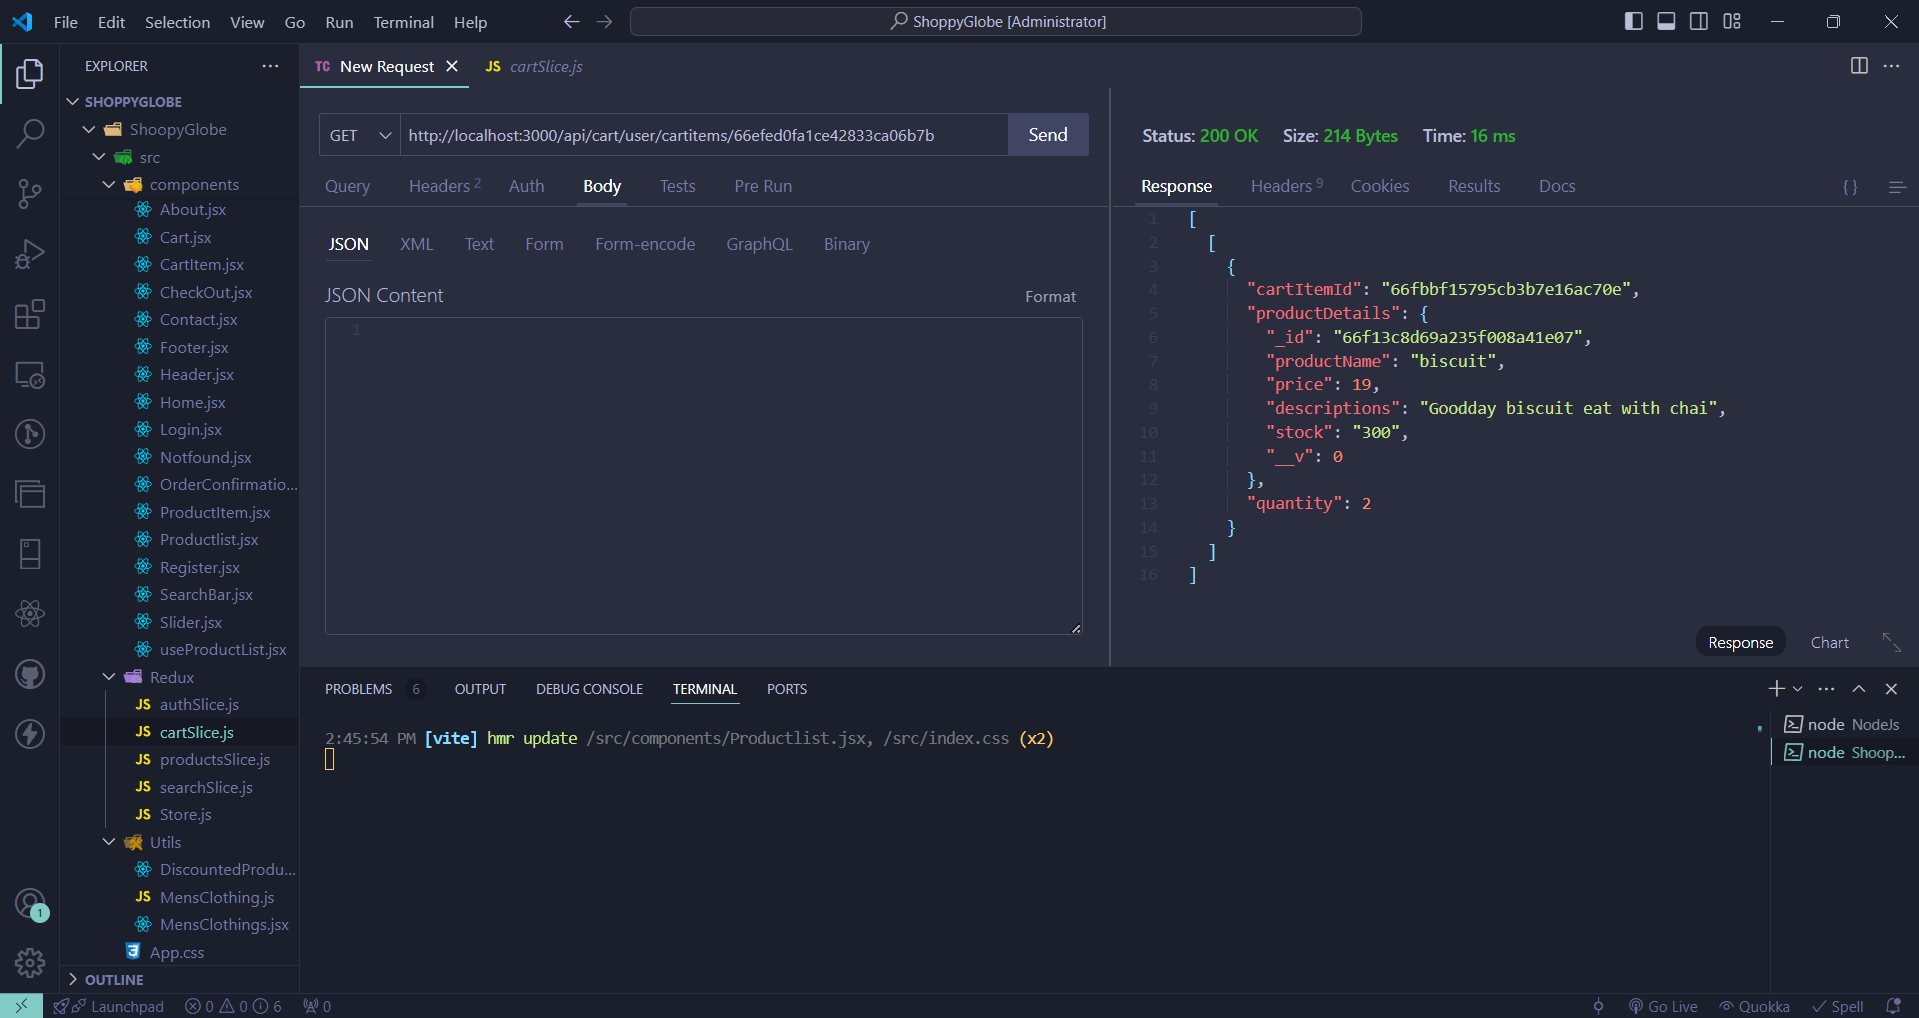 File Edit Selection View Go Run Terminal Help
ShoppyGlobe [Administrator]
EXPLORER
SHOPPYGLOBE
ShoopyGlobe
src
components
About.jsx
Cart.jsx
CartItem.jsx
CheckOut.jsx
Contact.jsx
Footer.jsx
Header.jsx
Home.jsx
Login.jsx
Notfound.jsx
OrderConfirmatio...
ProductItem.jsx
Productlist.jsx
Register.jsx
SearchBar.jsx
Slider.jsx
useProductList.jsx
Redux
JS authSlice.js
JS cartSlice.js
JS productsSlice.js
JS searchSlice.js
JS Store.js
Utils
DiscountedProdu...
JS MensClothing.js
MensClothings.jsx
App.css
OUTLINE
1
TC New Request
JS cartSlice.js
GET http://localhost:3000/api/cart/user/cartitems/66efed0fa1ce42833ca06b7b Send
Query Headers 2 Auth Body Tests Pre Run
JSON XML Text Form Form-encode GraphQL Binary
JSON Content Format
1
Status: 200 OK Size: 214 Bytes Time: 16 ms
Response Headers 9 Cookies Results Docs { }
1 [
2 [
3 {
4 "cartItemId": "66fbbf15795cb3b7e16ac70e",
5 "productDetails": {
6 "_id": "66f13c8d69a235f008a41e07",
7 "productName": "biscuit",
8 "price": 19,
9 "descriptions": "Goodday biscuit eat with chai",
10 "stock": "300",
11 "__v": 0
12 },
13 "quantity": 2
14 }
15 ]
16 ]
Response Chart
PROBLEMS 6 OUTPUT DEBUG CONSOLE TERMINAL PORTS
2:45:54 PM [vite] hmr update /src/components/Productlist.jsx, /src/index.css (x2)
node NodeJs
node Shoop...
Launchpad 0 0 6 0
Go Live Quokka Spell